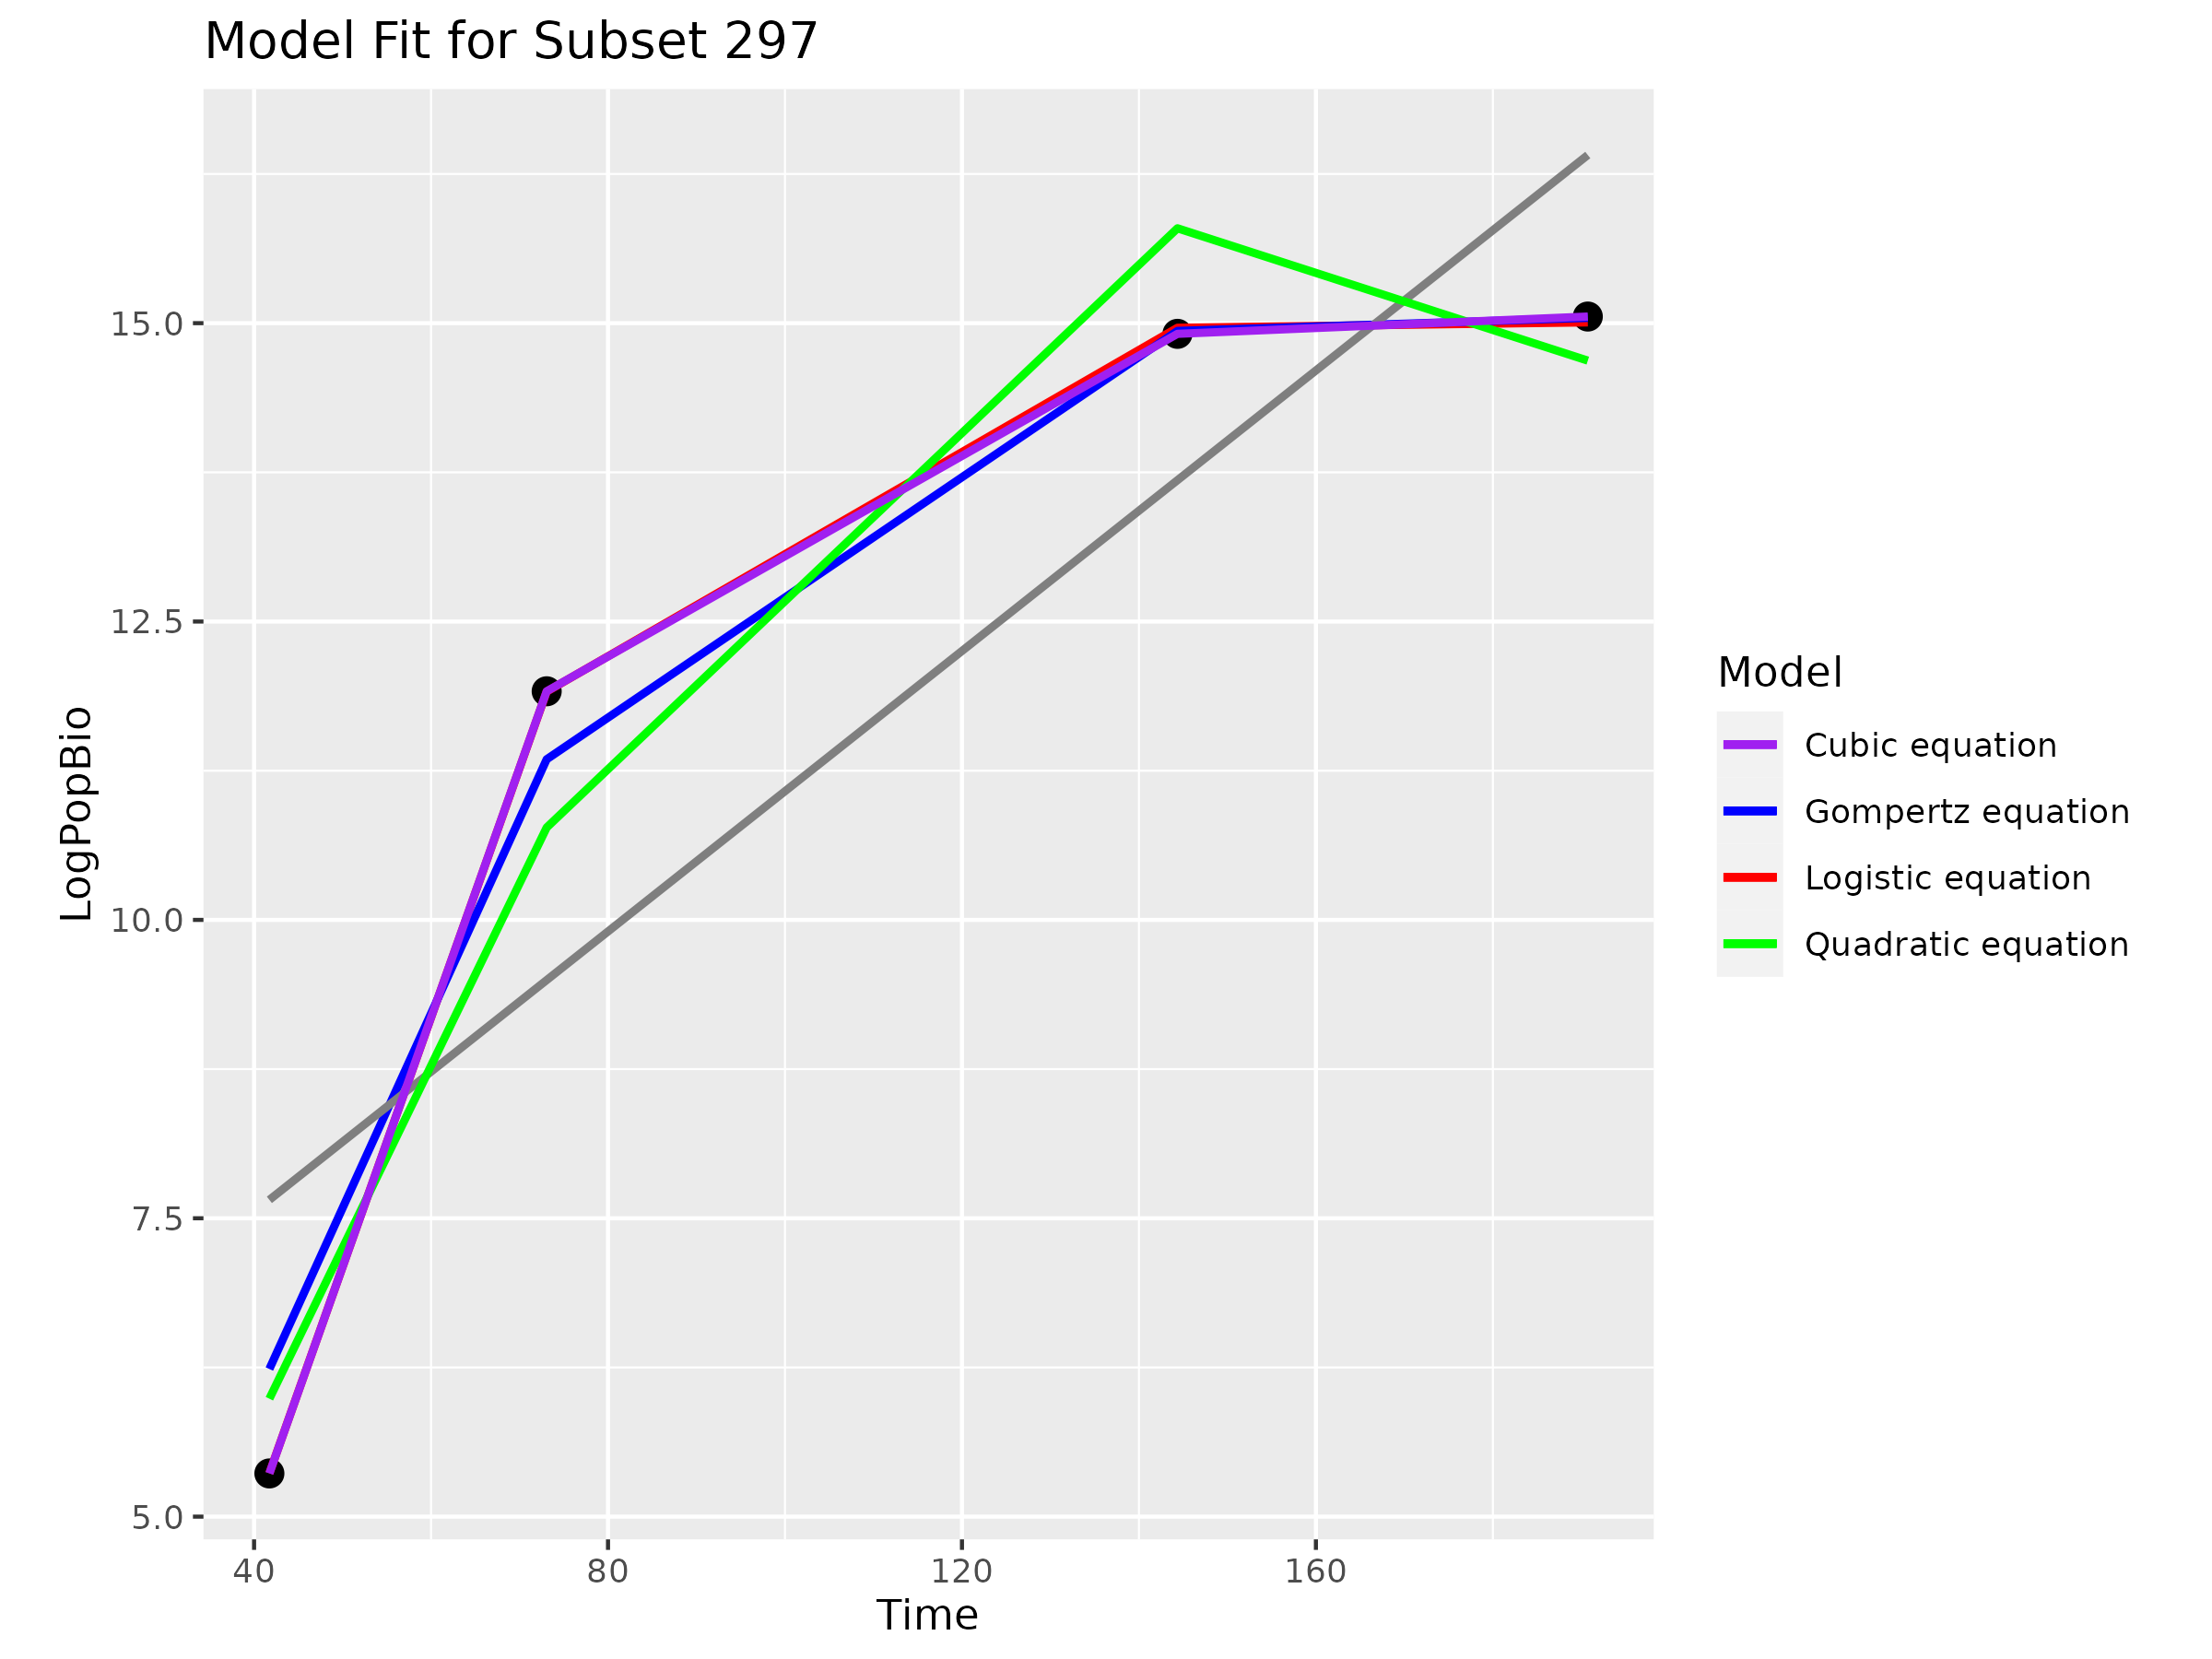 Model Fit for Subset 297
LogPopBio
15.0
12.5
10.0
7.5
5.0
40 80 120 160
Time
Model
Cubic equation
Gompertz equation
Logistic equation
Quadratic equation